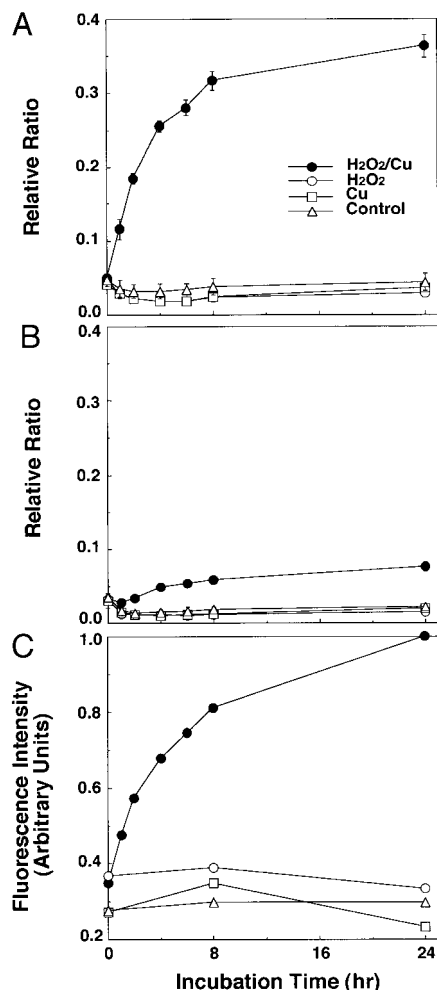 A
0.4
0.3
0.2
0.1
0.0
Relative Ratio
H2O2/Cu
H2O2
Cu
Control
B
0.4
0.3
0.2
0.1
0.0
Relative Ratio
C
1.0
0.8
0.6
0.4
0.2
Fluorescence Intensity
(Arbitrary Units)
0
8
16
24
Incubation Time (hr)